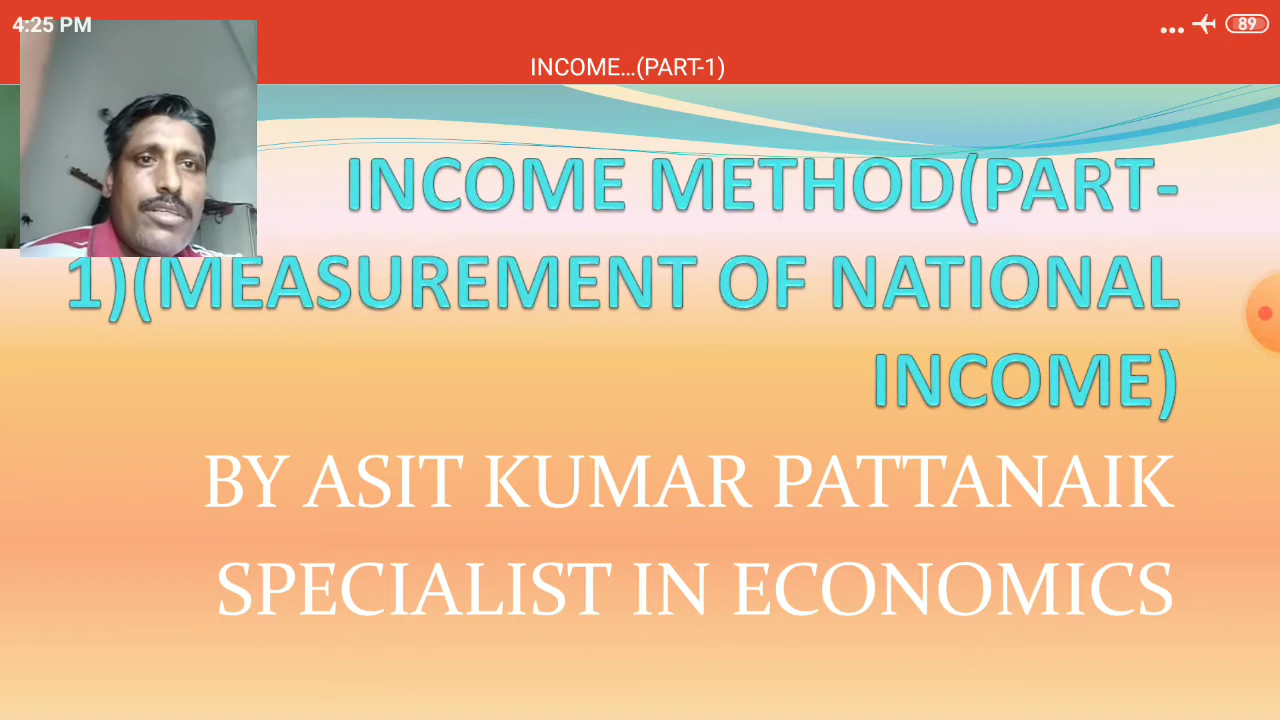 4:25 PM
89
INCOME...(PART-1)
INCOME METHOD(PART-
1)(MEASUREMENT OF NATIONAL
INCOME)
BY ASIT KUMAR PATTANAIK
SPECIALIST IN ECONOMICS